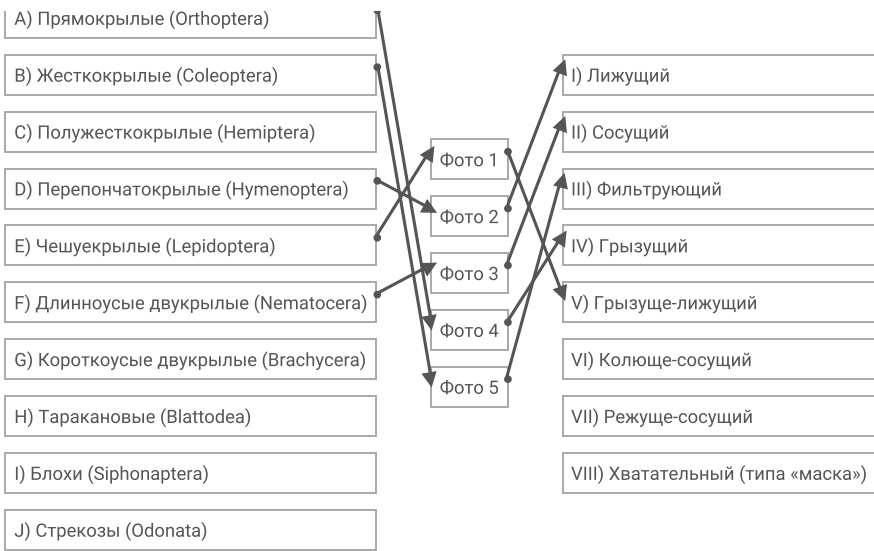 A) Прямокрылые (Orthoptera)
B) Жесткокрылые (Coleoptera)
C) Полужесткокрылые (Hemiptera)
D) Перепончатокрылые (Hymenoptera)
E) Чешуекрылые (Lepidoptera)
F) Длинноусые двукрылые (Nematocera)
G) Короткоусые двукрылые (Brachycera)
H) Таракановые (Blattodea)
I) Блохи (Siphonaptera)
J) Стрекозы (Odonata)
Фото 1
Фото 2
Фото 3
Фото 4
Фото 5
I) Лижущий
II) Сосущий
III) Фильтрующий
IV) Грызущий
V) Грызуще-лижущий
VI) Колюще-сосущий
VII) Режуще-сосущий
VIII) Хватательный (типа «маска»)